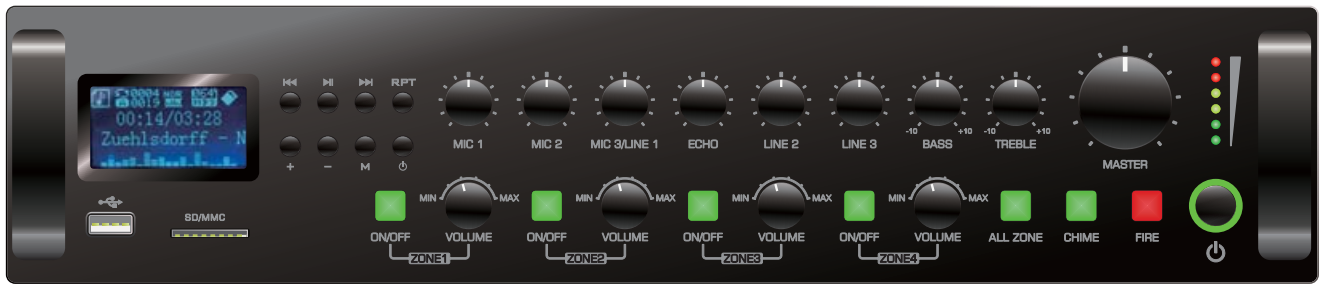 0004
0019
00:14/03:28
Zuehlsdorff - N
RPT
+ - M
MIC 1 MIC 2 MIC 3/LINE 1 ECHO LINE 2 LINE 3 BASS TREBLE
-10 +10 -10 +10
MASTER
SD/MMC
MIN MAX MIN MAX MIN MAX MIN MAX
ON/OFF VOLUME ON/OFF VOLUME ON/OFF VOLUME ON/OFF VOLUME ALL ZONE CHIME FIRE
ZONE1 ZONE2 ZONE3 ZONE4